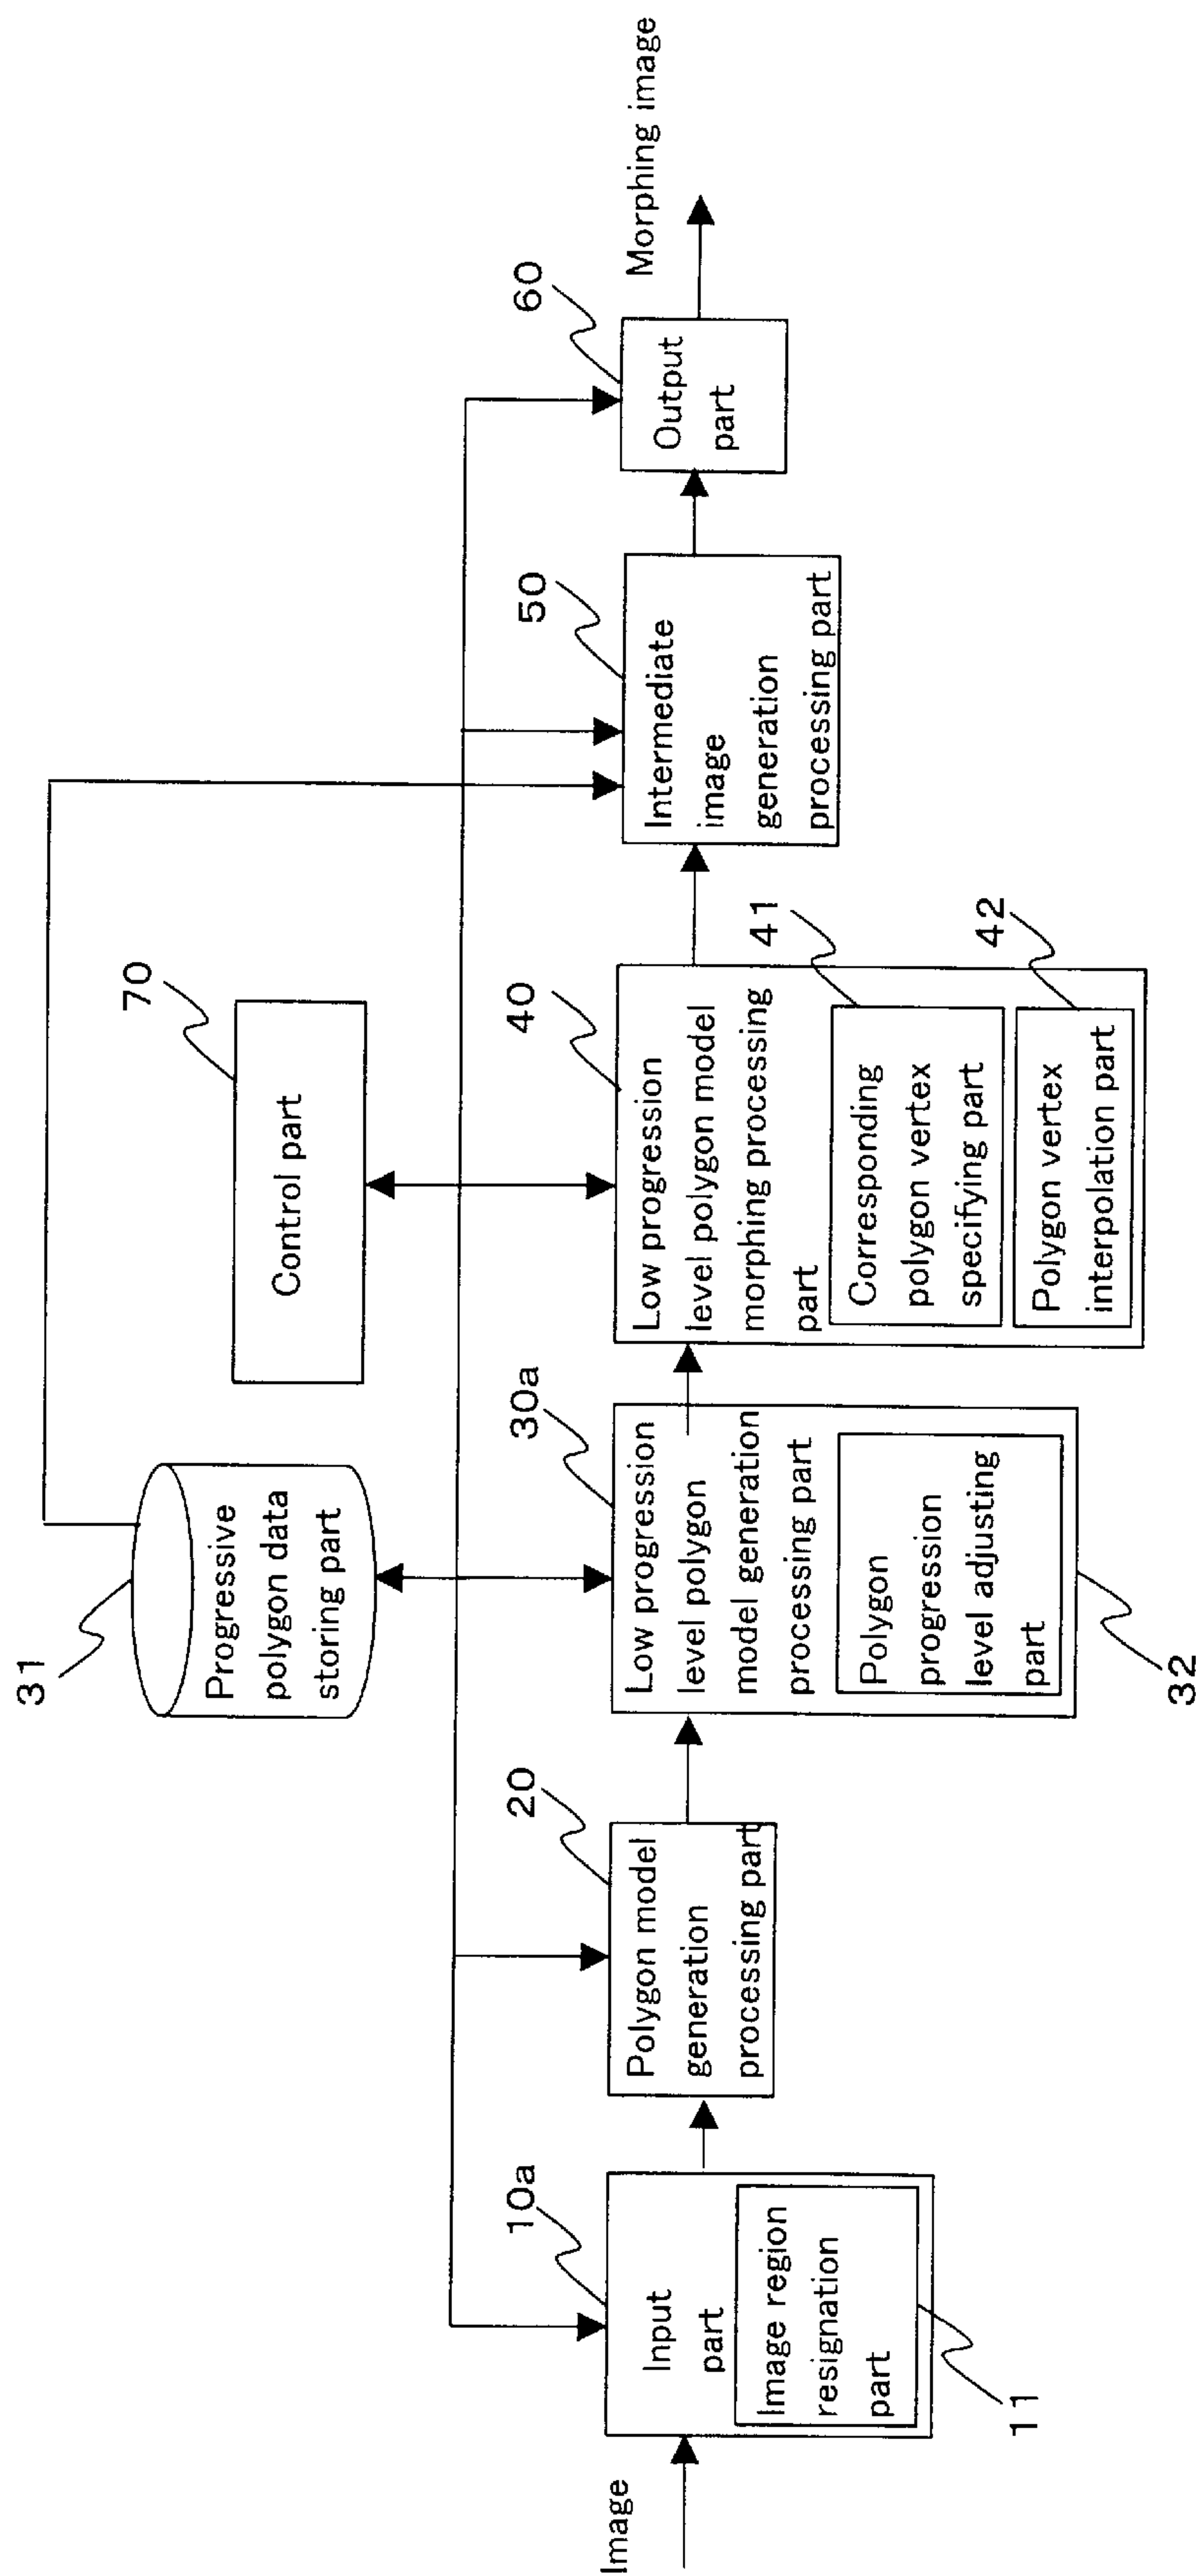 31
Progressive
polygon data
storing part
70
Control part
Image
10a
Input
part
Image region
resignation
part
11
20
Polygon model
generation
processing part
30a
Low progression
level polygon
model generation
processing part
Polygon
progression
level adjusting
part
32
40
Low progression
level polygon model
morphing processing
part
41
Corresponding
polygon vertex
specifying part
42
Polygon vertex
interpolation part
50
Intermediate
image
generation
processing part
60
Output
part
Morphing image